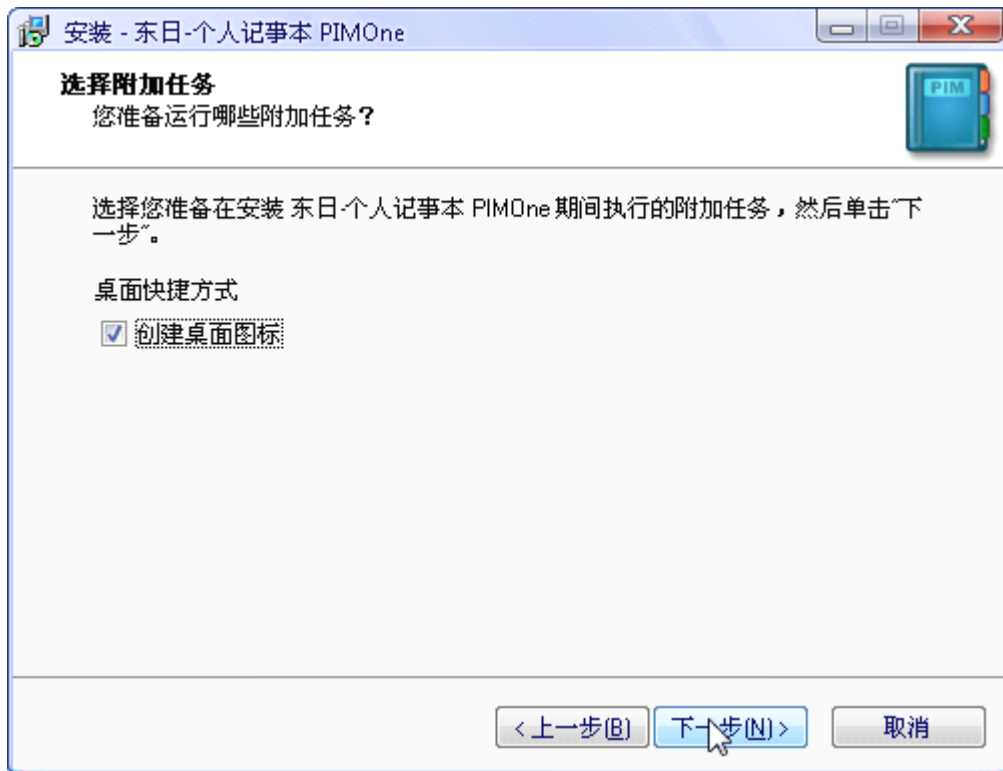 安装 - 东日-个人记事本 PIMOne
选择附加任务
您准备运行哪些附加任务？
PIM
选择您准备在安装 东日-个人记事本 PIMOne 期间执行的附加任务，然后单击“下
一步”。
桌面快捷方式
创建桌面图标
< 上一步(B) 下一步(N) > 取消